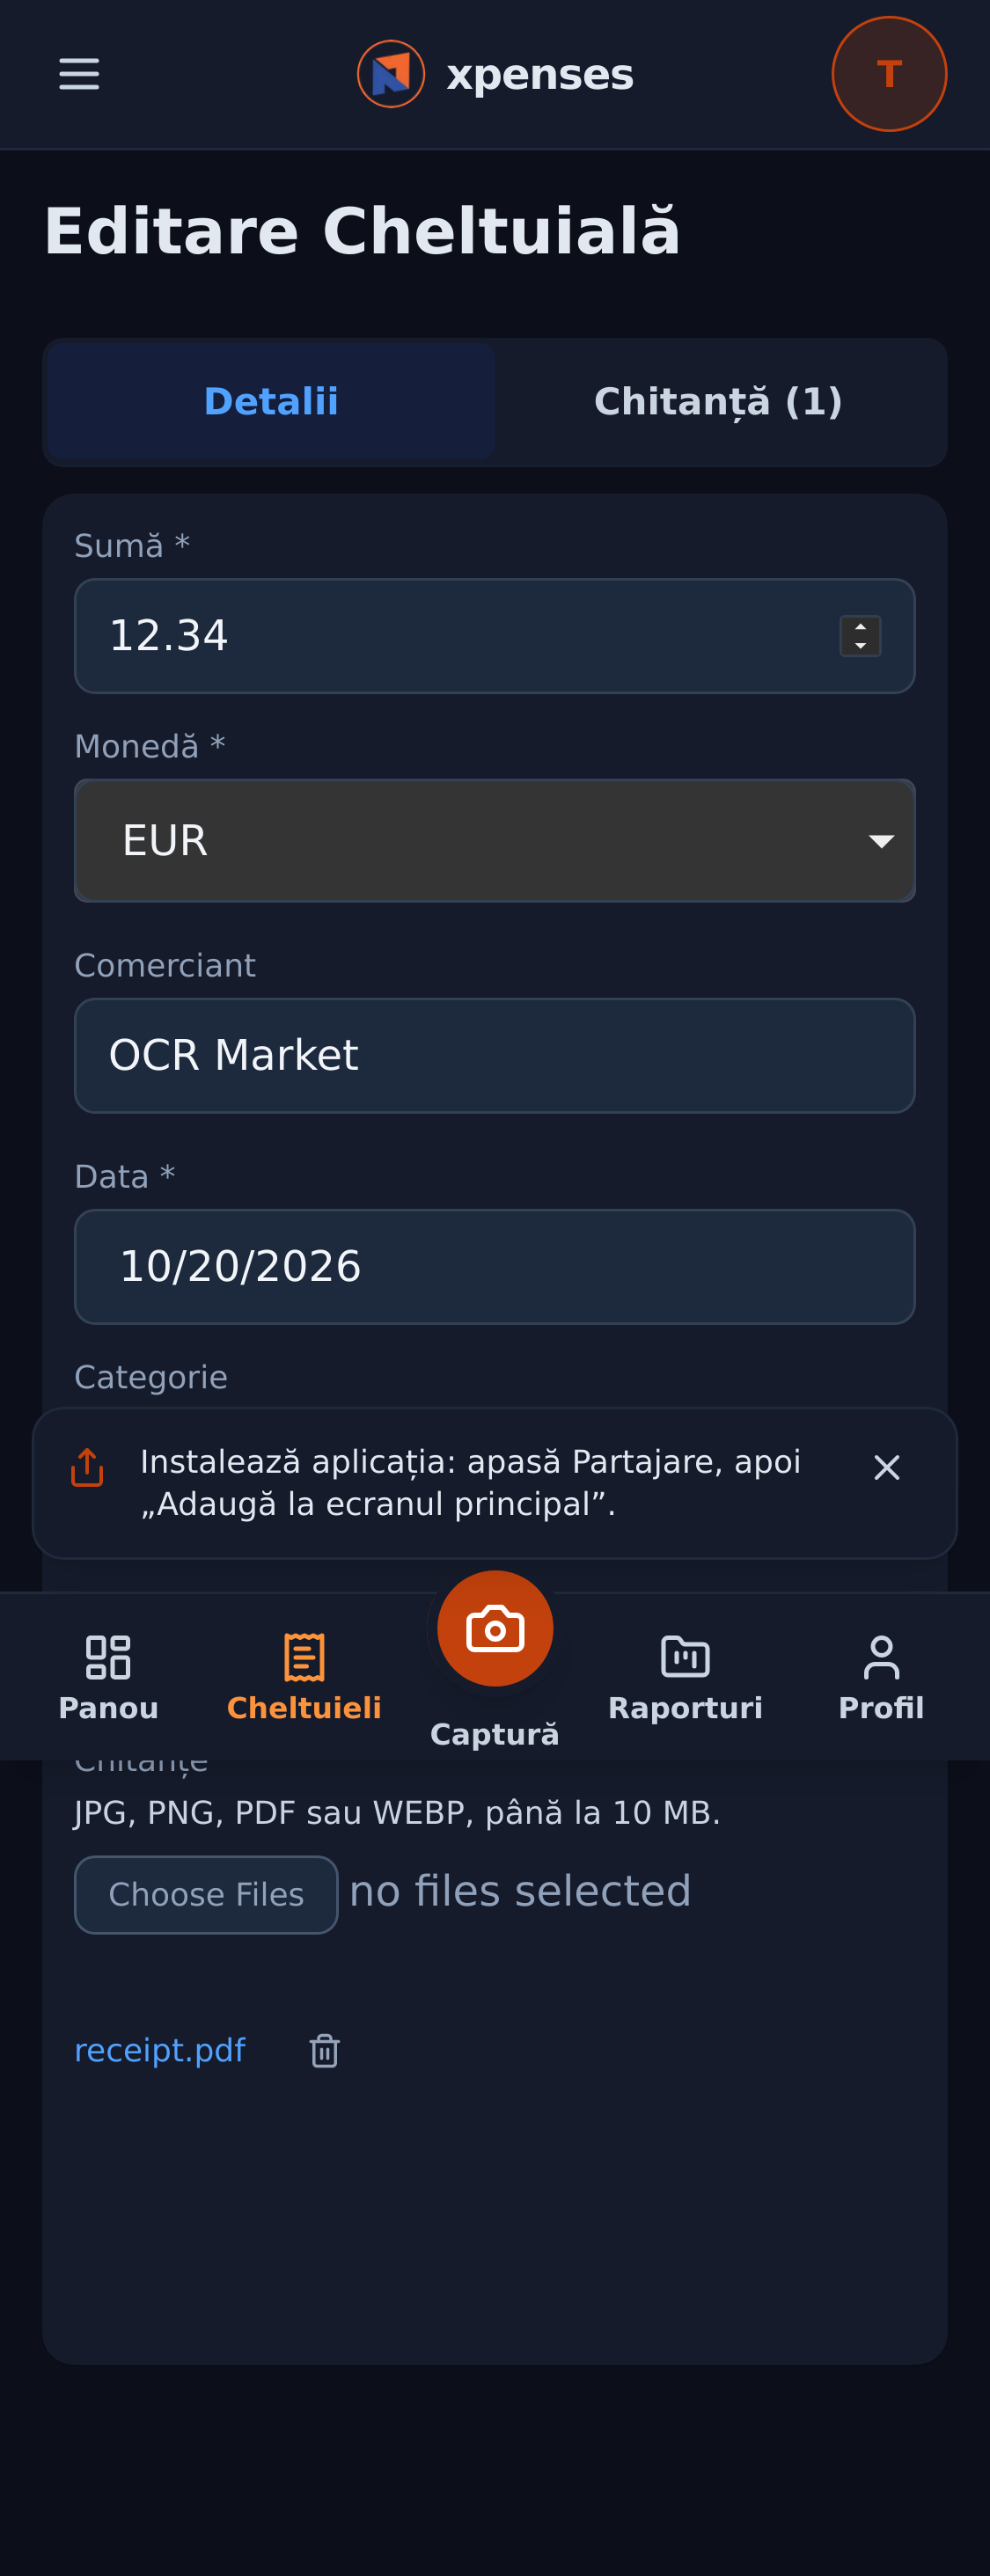 xpenses
T
Editare Cheltuială
Detalii
Chitanță (1)
Sumă *
12.34
Monedă *
EUR
Comerciant
OCR Market
Data *
10/20/2026
Categorie
Instalează aplicația: apasă Partajare, apoi
„Adaugă la ecranul principal”.
Panou
Cheltuieli
Captură
Raporturi
Profil
Chitanțe
JPG, PNG, PDF sau WEBP, până la 10 MB.
Choose Files no files selected
receipt.pdf